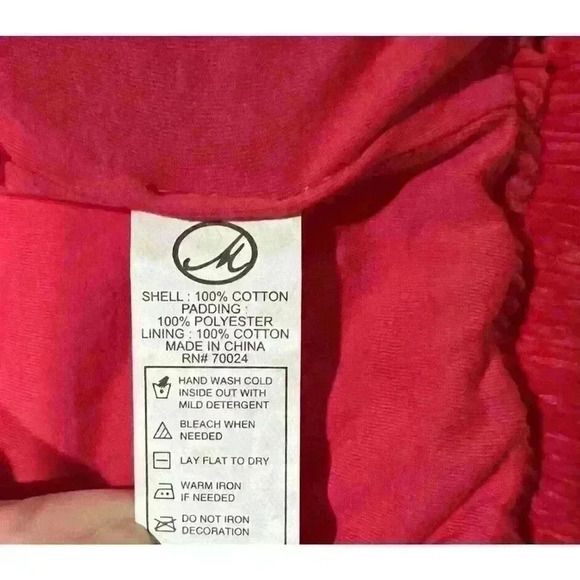 M
SHELL : 100% COTTON
PADDING :
100% POLYESTER
LINING : 100% COTTON
MADE IN CHINA
RN# 70024
HAND WASH COLD
INSIDE OUT WITH
MILD DETERGENT
BLEACH WHEN
NEEDED
LAY FLAT TO DRY
WARM IRON
IF NEEDED
DO NOT IRON
DECORATION